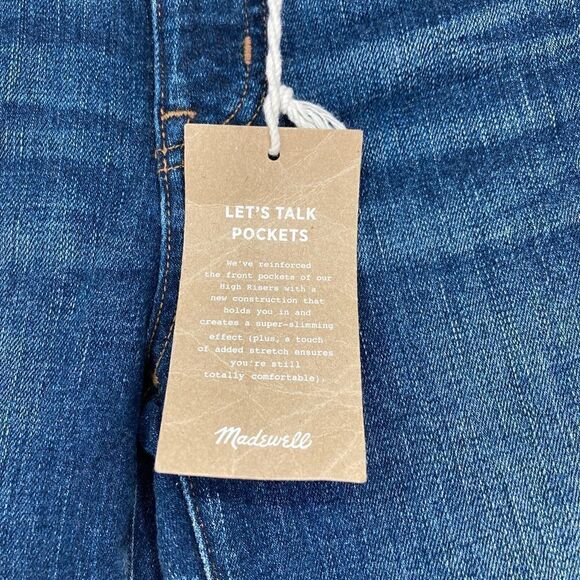 LET'S TALK
POCKETS
We've reinforced
the front pockets of our
High Risers with a
new construction that
holds you in and
creates a super-slimming
effect (plus, a touch
of added stretch ensures
you're still
totally comfortable).
Madewell